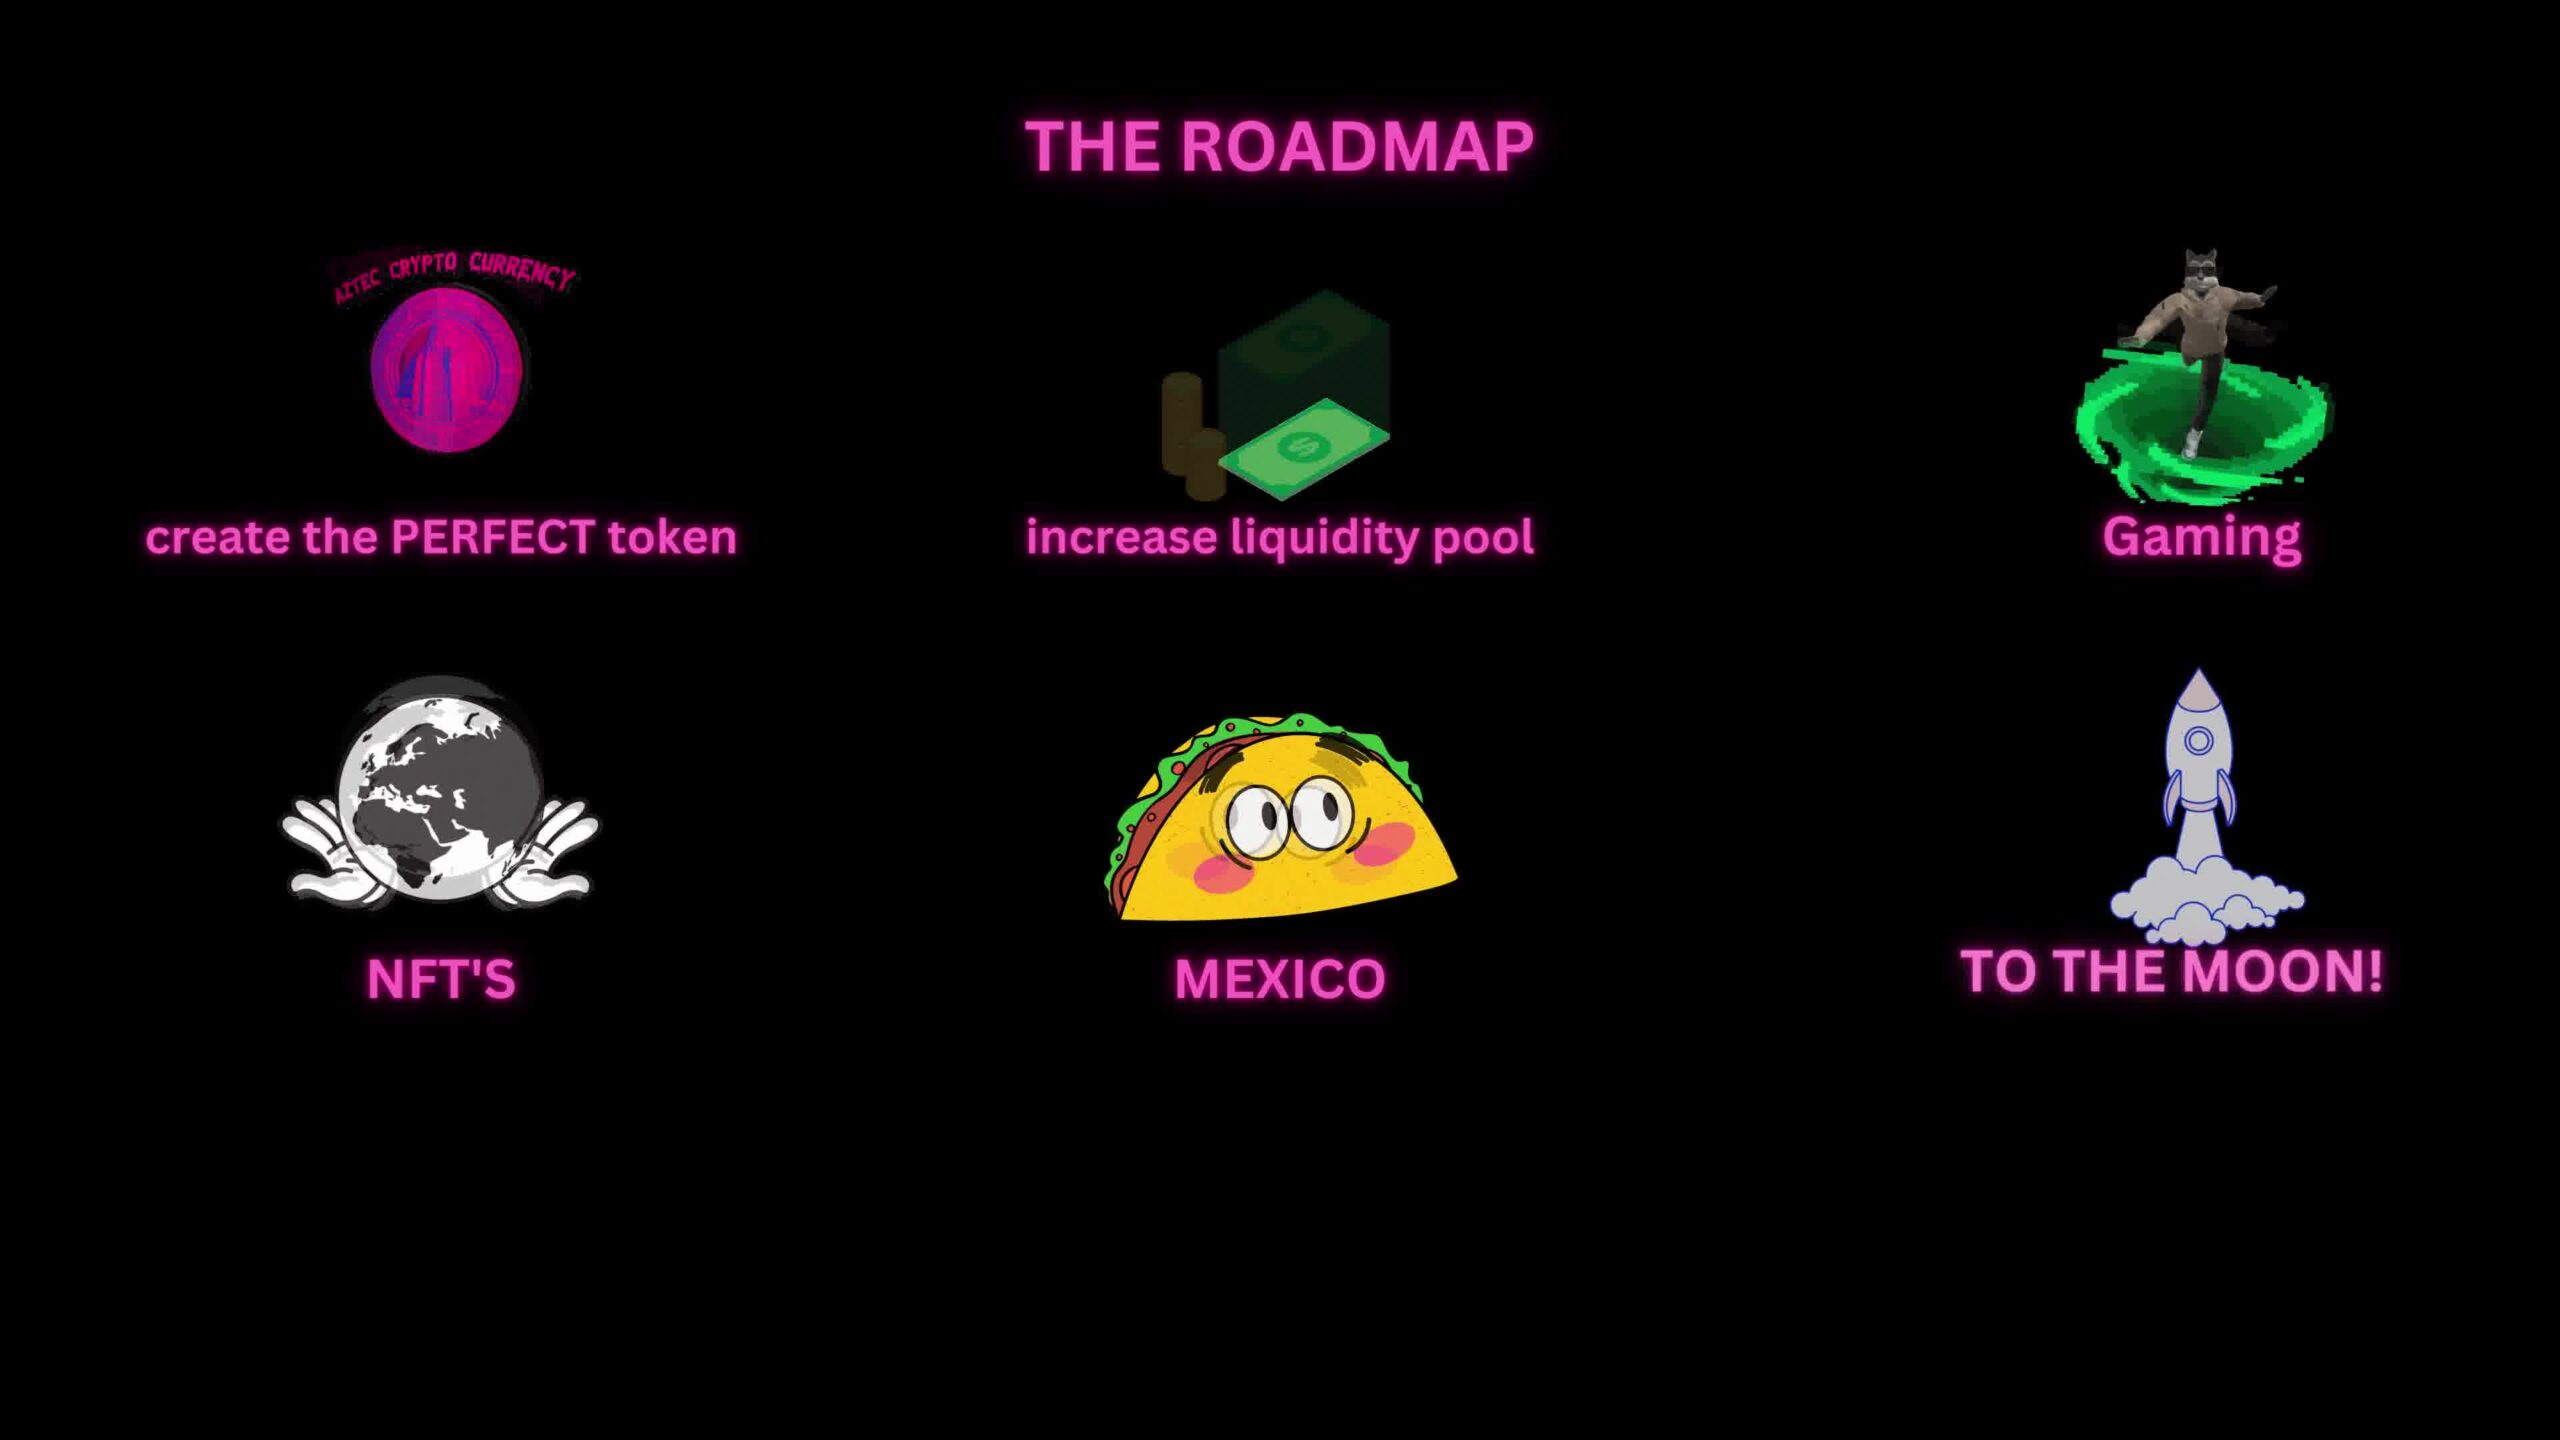 THE ROADMAP
AZTEC CRYPTO CURRENCY
create the PERFECT token
increase liquidity pool
Gaming
NFT'S
MEXICO
TO THE MOON!